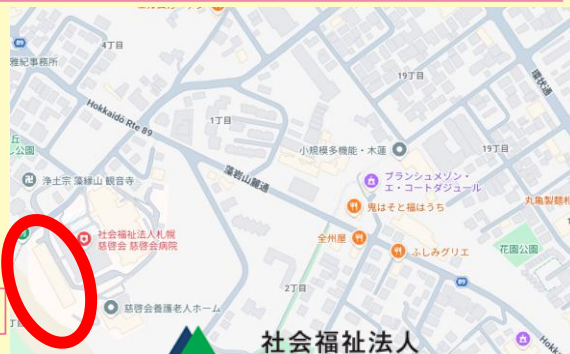 4丁目
雅紀事務所
19丁目
環状通
Hokkaidō Rte 89
1丁目
小規模多機能・木蓮
19丁目
藻岩山麓通
ブランシュメゾン・
エ・コートダジュール
浄土宗 藻緑山 観音寺
鬼はそと福はうち
丸亀製麺
社会福祉法人札幌
慈啓会 慈啓会病院
全州屋
ふしみグリエ
花園公園
89
2丁目
慈啓会養護老人ホーム
社会福祉法人